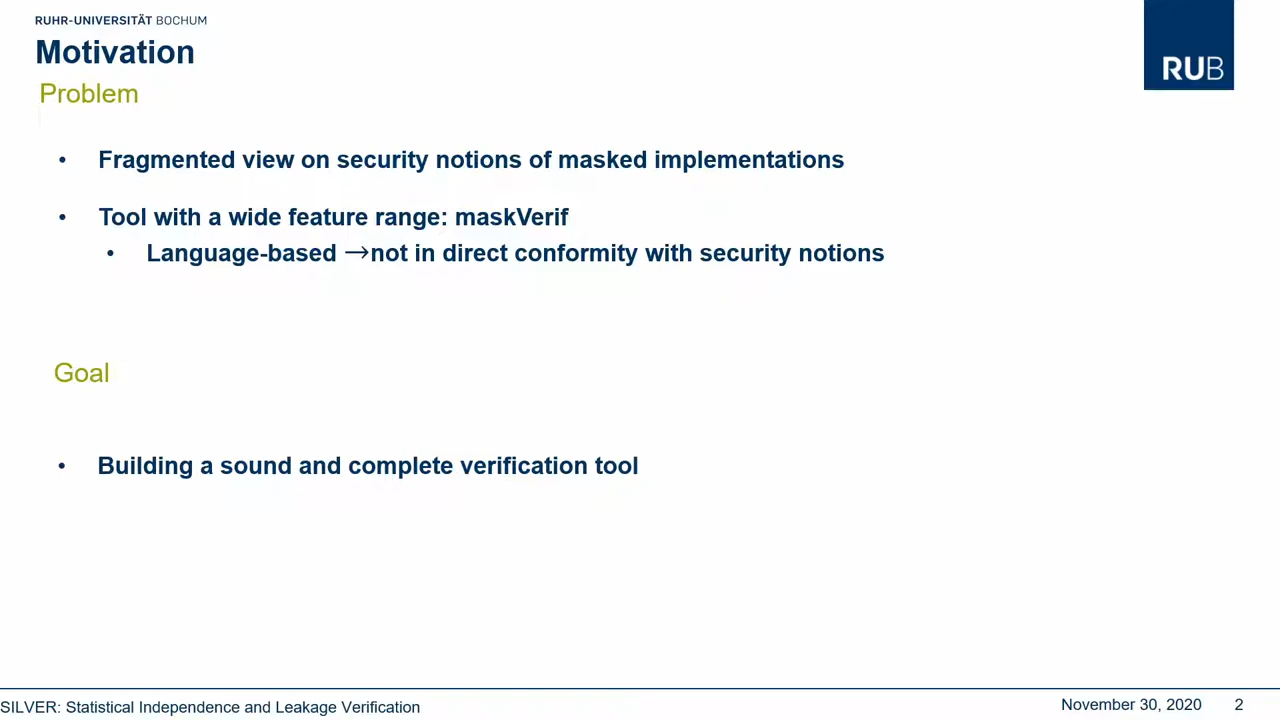 RUHR-UNIVERSITÄT BOCHUM
Motivation
RUB
Problem
• Fragmented view on security notions of masked implementations
• Tool with a wide feature range: maskVerif
• Language-based →not in direct conformity with security notions
Goal
• Building a sound and complete verification tool
SILVER: Statistical Independence and Leakage Verification
November 30, 2020 2